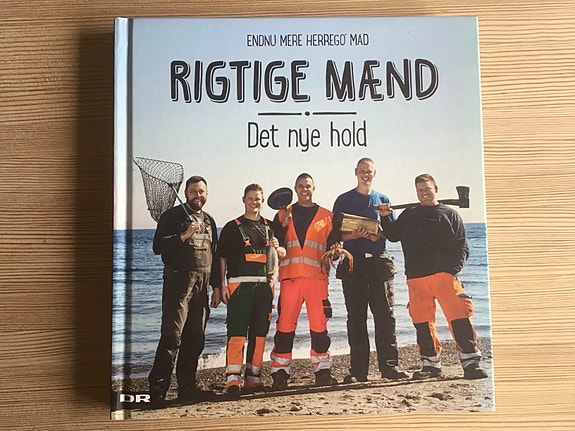 ENDNU MERE HERREGO' MAD
RIGTIGE MÆND
Det nye hold
DR